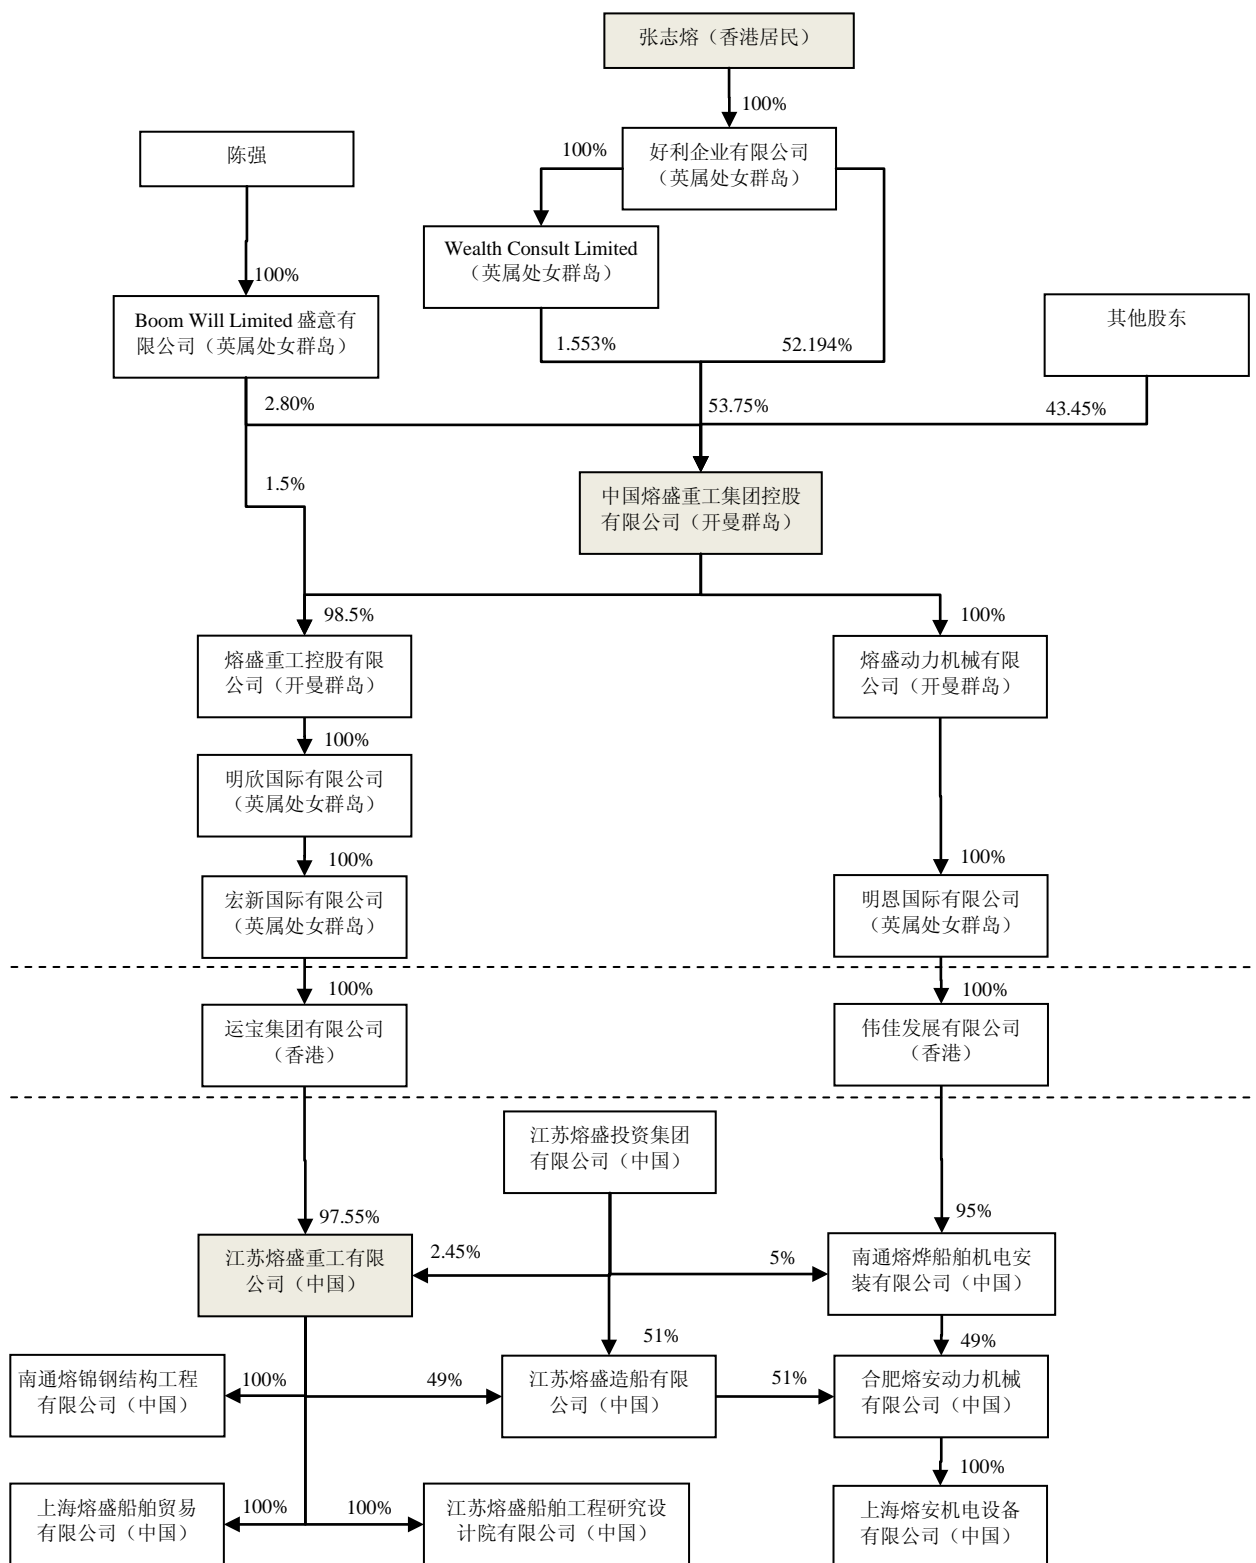 张志熔（香港居民）
100%
陈强
100%
好利企业有限公司
（英属处女群岛）
Wealth Consult Limited
（英属处女群岛）
100%
Boom Will Limited 盛意有
限公司（英属处女群岛）
其他股东
1.553%
52.194%
2.80%
53.75%
43.45%
1.5%
中国熔盛重工集团控股
有限公司（开曼群岛）
98.5%
100%
熔盛重工控股有限
公司（开曼群岛）
熔盛动力机械有限
公司（开曼群岛）
100%
明欣国际有限公司
（英属处女群岛）
100%
100%
宏新国际有限公司
（英属处女群岛）
明恩国际有限公司
（英属处女群岛）
100%
100%
运宝集团有限公司
（香港）
伟佳发展有限公司
（香港）
江苏熔盛投资集团
有限公司（中国）
97.55%
95%
江苏熔盛重工有限
公司（中国）
2.45%
5%
南通熔烨船舶机电安
装有限公司（中国）
51%
49%
南通熔锦钢结构工程
有限公司（中国）
100%
49%
江苏熔盛造船有限
公司（中国）
51%
合肥熔安动力机械
有限公司（中国）
100%
上海熔盛船舶贸易
有限公司（中国）
100%
100%
江苏熔盛船舶工程研究设
计院有限公司（中国）
上海熔安机电设备
有限公司（中国）